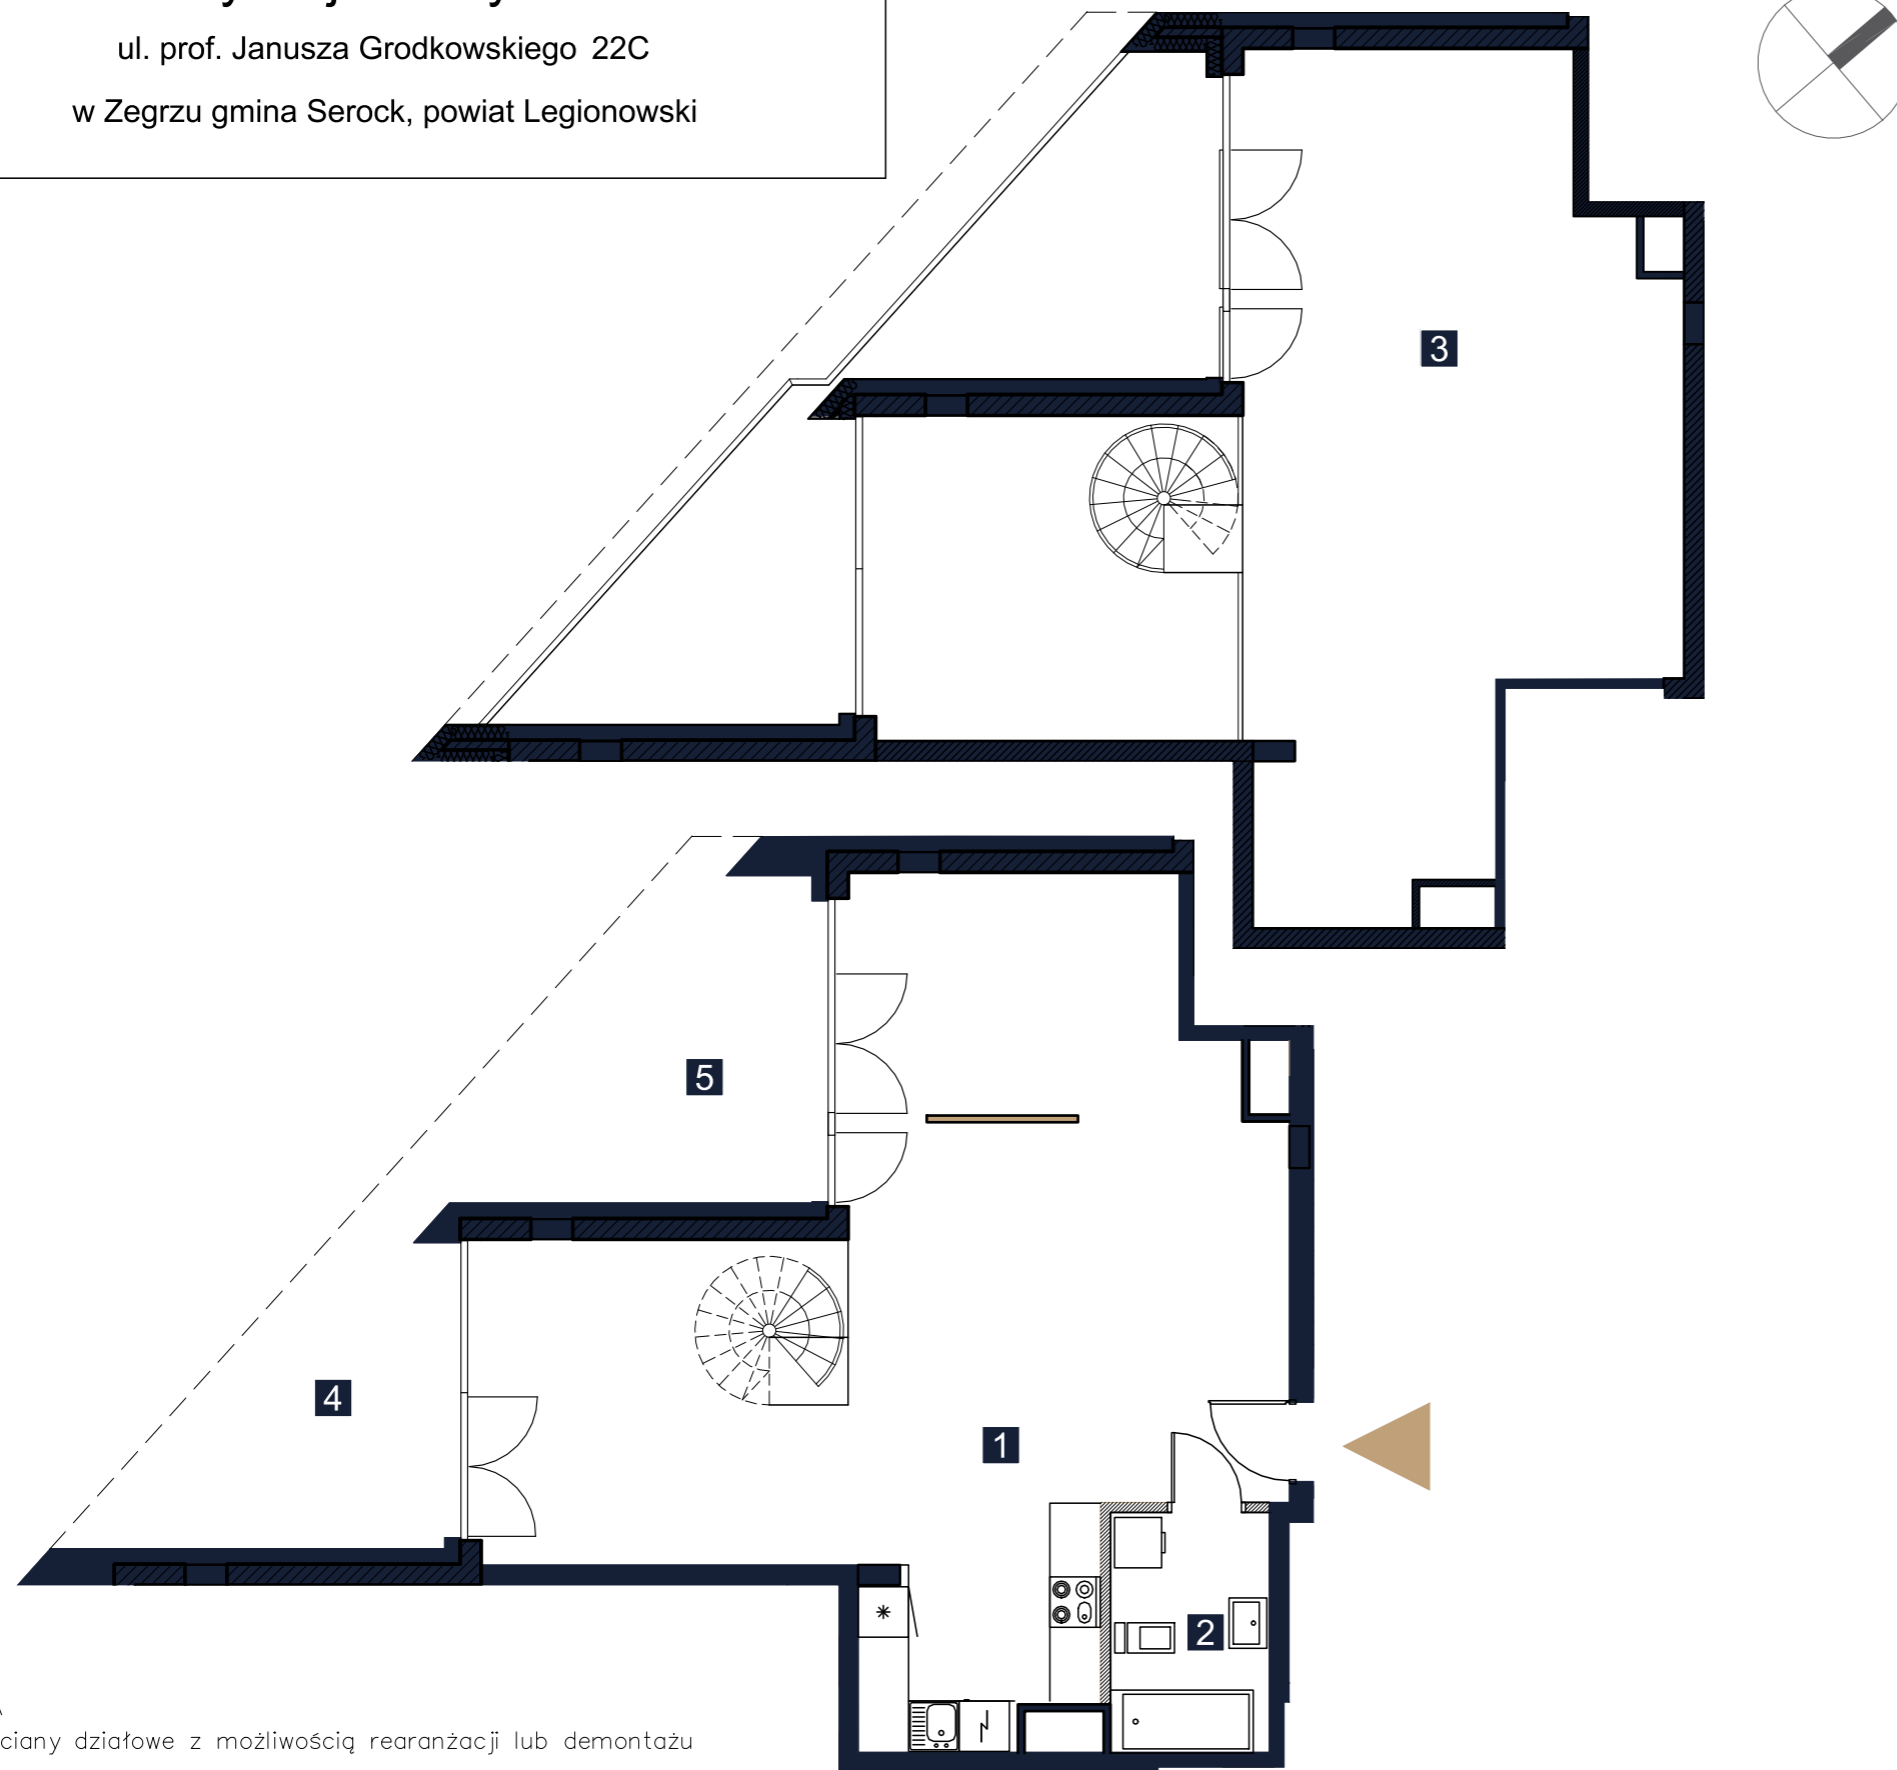 ul. prof. Janusza Grodkowskiego 22C
w Zegrzu gmina Serock, powiat Legionowski
3
5
4
1
2
ciany działowe z możliwością rearanżacji lub demontażu